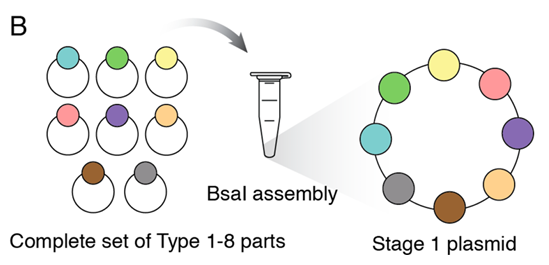 B
BsaI assembly
Complete set of Type 1-8 parts
Stage 1 plasmid